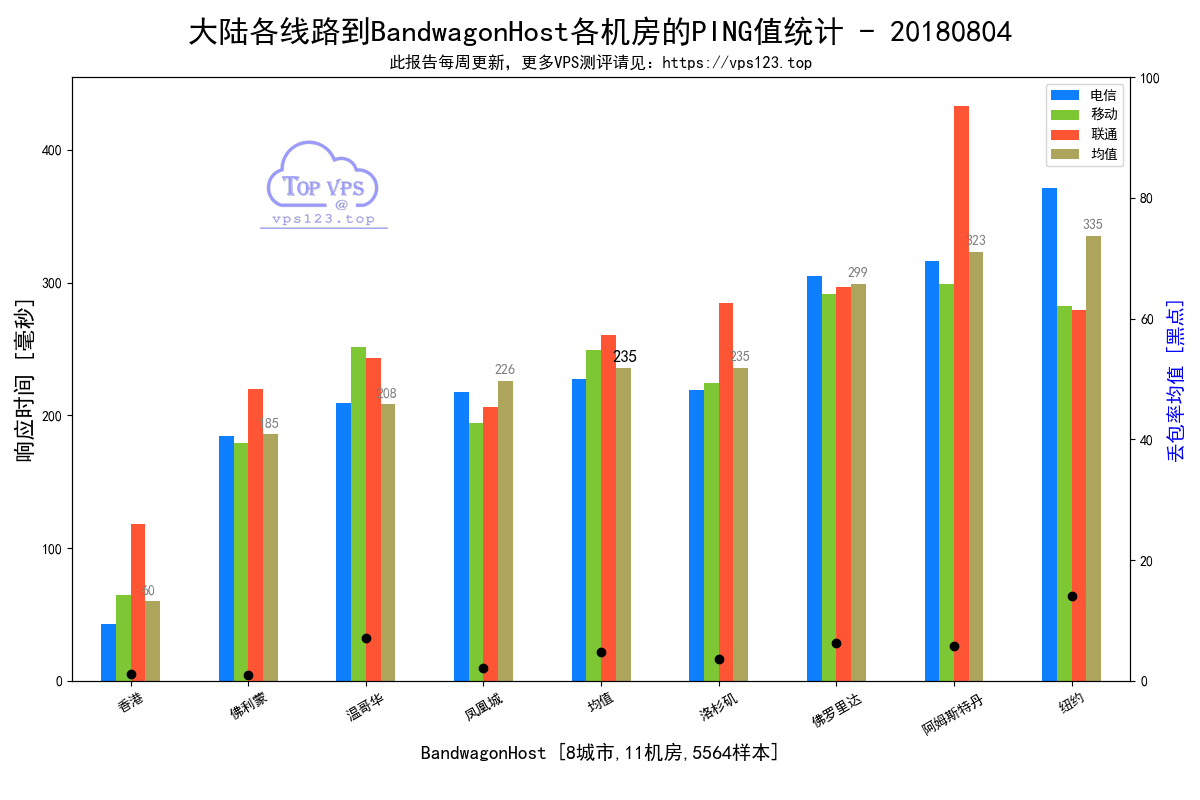 大陆各线路到BandwagonHost各机房的PING值统计 - 20180804
此报告每周更新，更多VPS测评请见：https://vps123.top
电信
移动
联通
均值
TOP VPS
@
vps123.top
响应时间 [毫秒]
400
300
200
100
0
60
185
208
226
235
235
299
323
335
100
80
60
40
20
0
丢包率均值 [黑点]
香港
佛利蒙
温哥华
凤凰城
均值
洛杉矶
佛罗里达
阿姆斯特丹
纽约
BandwagonHost [8城市,11机房,5564样本]